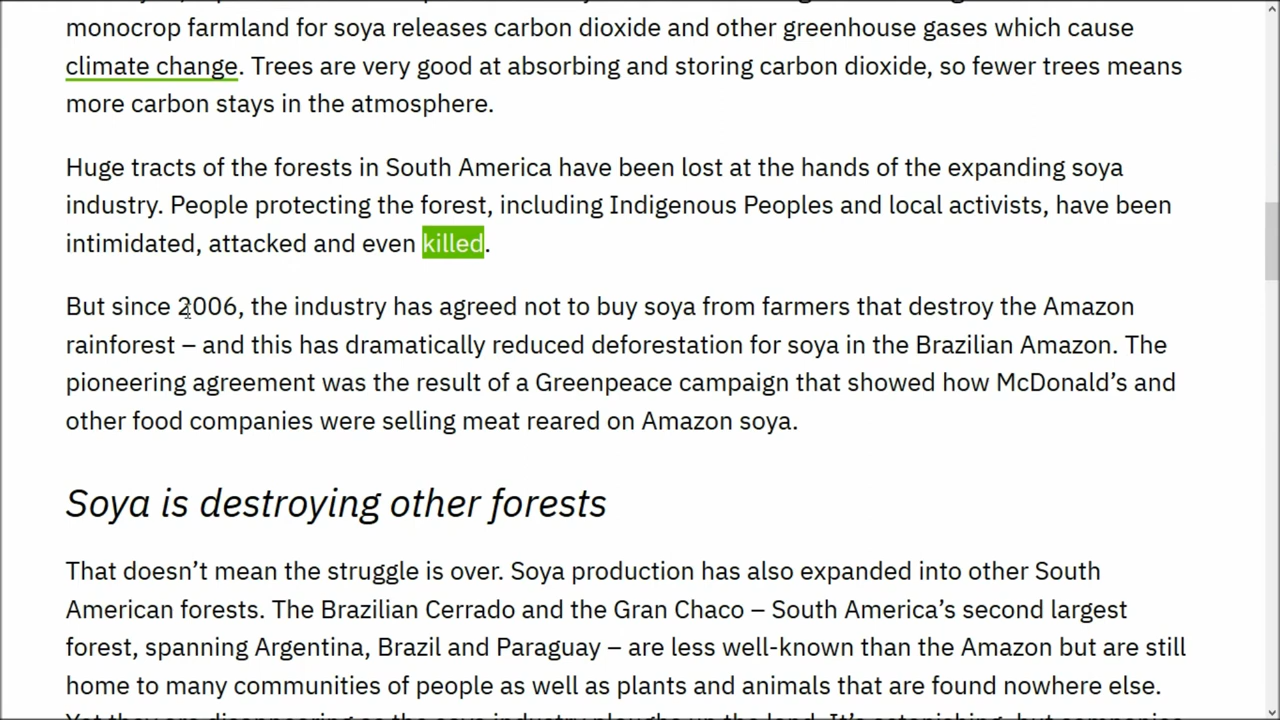 monocrop farmland for soya releases carbon dioxide and other greenhouse gases which cause
climate change. Trees are very good at absorbing and storing carbon dioxide, so fewer trees means
more carbon stays in the atmosphere.
Huge tracts of the forests in South America have been lost at the hands of the expanding soya
industry. People protecting the forest, including Indigenous Peoples and local activists, have been
intimidated, attacked and even killed.
But since 2006, the industry has agreed not to buy soya from farmers that destroy the Amazon
rainforest – and this has dramatically reduced deforestation for soya in the Brazilian Amazon. The
pioneering agreement was the result of a Greenpeace campaign that showed how McDonald’s and
other food companies were selling meat reared on Amazon soya.
Soya is destroying other forests
That doesn’t mean the struggle is over. Soya production has also expanded into other South
American forests. The Brazilian Cerrado and the Gran Chaco – South America’s second largest
forest, spanning Argentina, Brazil and Paraguay – are less well-known than the Amazon but are still
home to many communities of people as well as plants and animals that are found nowhere else.